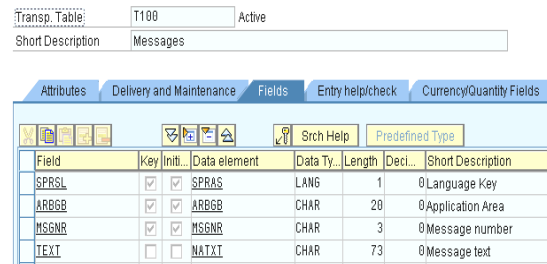 Transp. Table T100 Active
Short Description Messages
Attributes Delivery and Maintenance Fields Entry help/check Currency/Quantity Fields
Srch Help Predefined Type
Field Key Initi... Data element Data Ty... Length Deci... Short Description
SPRSL SPRAS LANG 1 0 Language Key
ARBGB ARBGB CHAR 20 0 Application Area
MSGNR MSGNR CHAR 3 0 Message number
TEXT NATXT CHAR 73 0 Message text